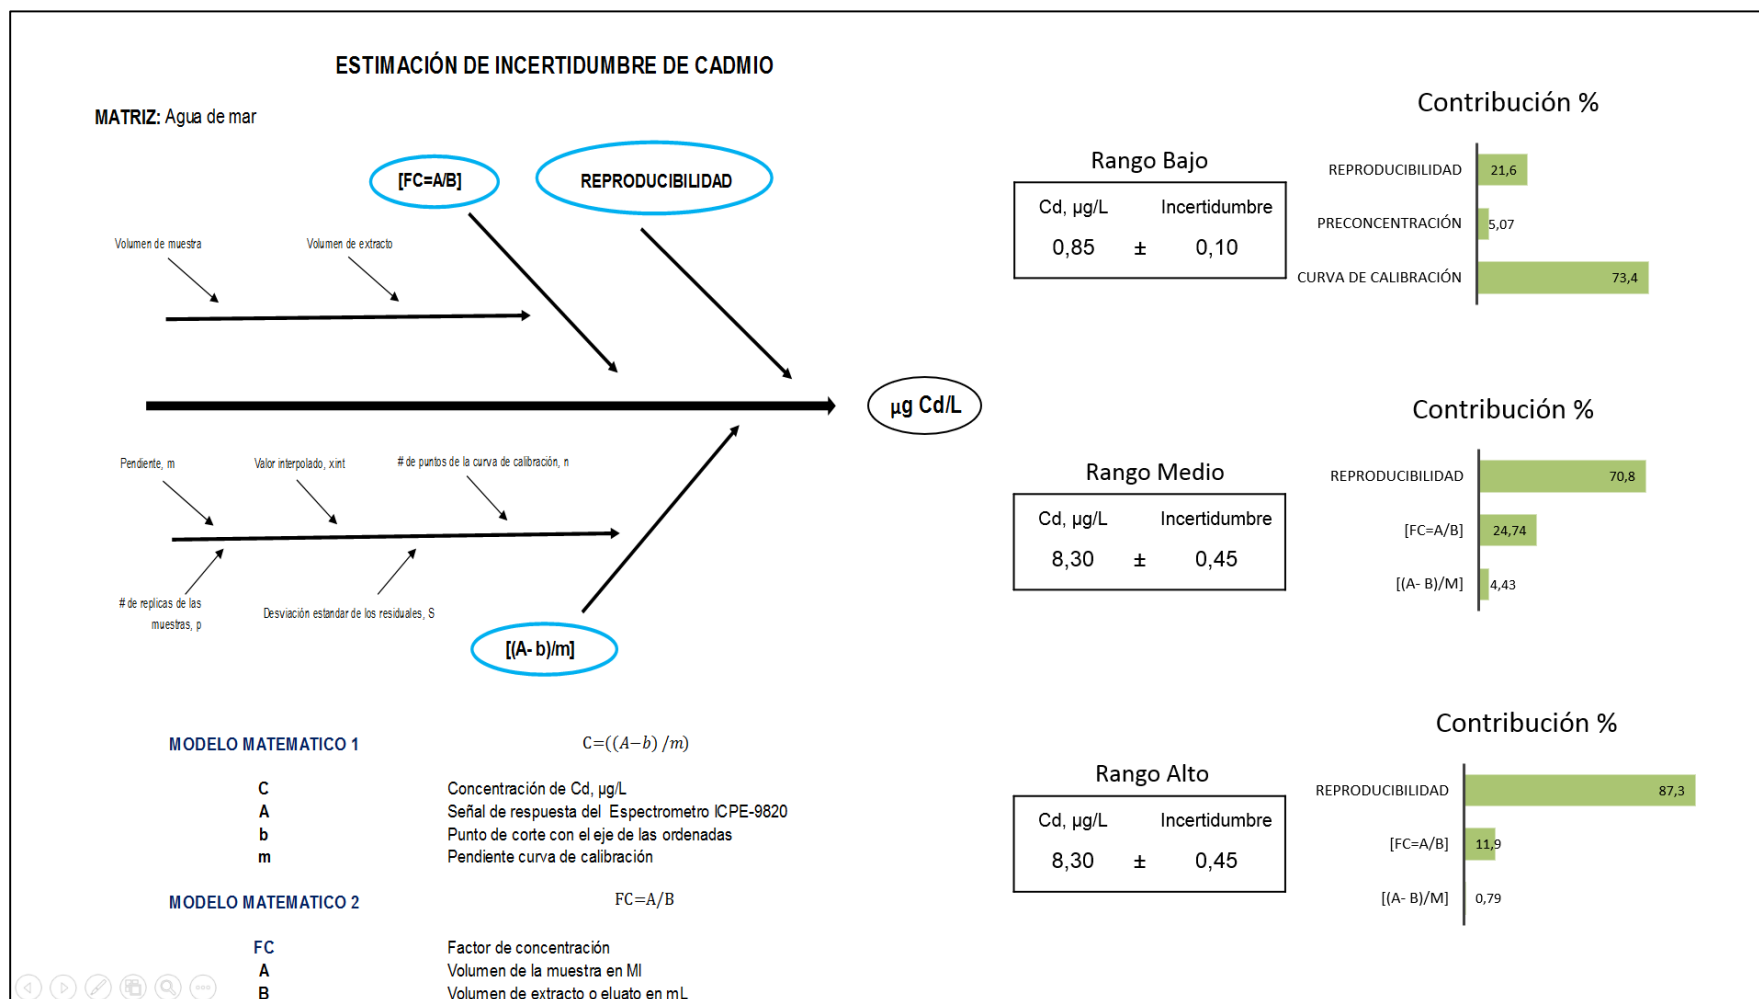 ESTIMACIÓN DE INCERTIDUMBRE DE CADMIO
MATRIZ: Agua de mar
[FC=A/B]
REPRODUCIBILIDAD
Volumen de muestra
Volumen de extracto
µg Cd/L
Pendiente, m
Valor interpolado, xint
# de puntos de la curva de calibración, n
# de replicas de las
muestras, p
Desviación estandar de los residuales, S
[(A- b)/m]
MODELO MATEMATICO 1
C=((A−b) /m)
C Concentración de Cd, µg/L
A Señal de respuesta del Espectrometro ICPE-9820
b Punto de corte con el eje de las ordenadas
m Pendiente curva de calibración
MODELO MATEMATICO 2
FC=A/B
FC Factor de concentración
A Volumen de la muestra en Ml
B Volumen de extracto o eluato en mL
Rango Bajo
Cd, µg/L Incertidumbre
0,85 ± 0,10
Contribución %
REPRODUCIBILIDAD 21,6
PRECONCENTRACIÓN 5,07
CURVA DE CALIBRACIÓN 73,4
Rango Medio
Cd, µg/L Incertidumbre
8,30 ± 0,45
Contribución %
REPRODUCIBILIDAD 70,8
[FC=A/B] 24,74
[(A- B)/M] 4,43
Rango Alto
Cd, µg/L Incertidumbre
8,30 ± 0,45
Contribución %
REPRODUCIBILIDAD 87,3
[FC=A/B] 11,9
[(A- B)/M] 0,79